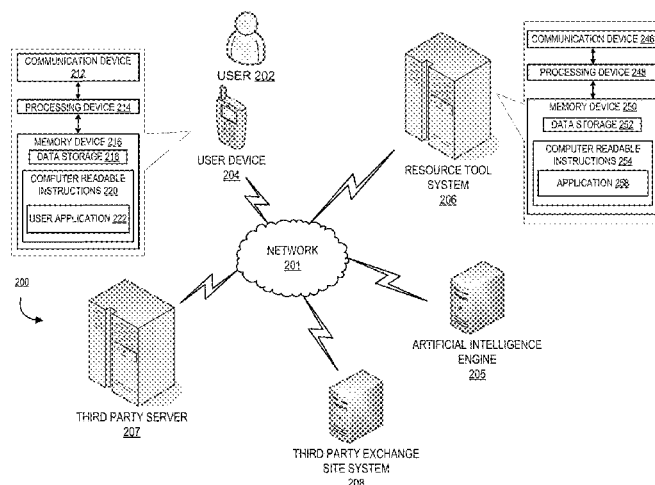 COMMUNICATION DEVICE
212
PROCESSING DEVICE 214
MEMORY DEVICE 216
DATA STORAGE 218
COMPUTER READABLE
INSTRUCTIONS 220
USER APPLICATION 222
USER 202
USER DEVICE
204
RESOURCE TOOL
SYSTEM
206
COMMUNICATION DEVICE 246
PROCESSING DEVICE 248
MEMORY DEVICE 250
DATA STORAGE 252
COMPUTER READABLE
INSTRUCTIONS 254
APPLICATION 258
NETWORK
201
200
THIRD PARTY SERVER
207
ARTIFICIAL INTELLIGENCE
ENGINE
205
THIRD PARTY EXCHANGE
SITE SYSTEM
208